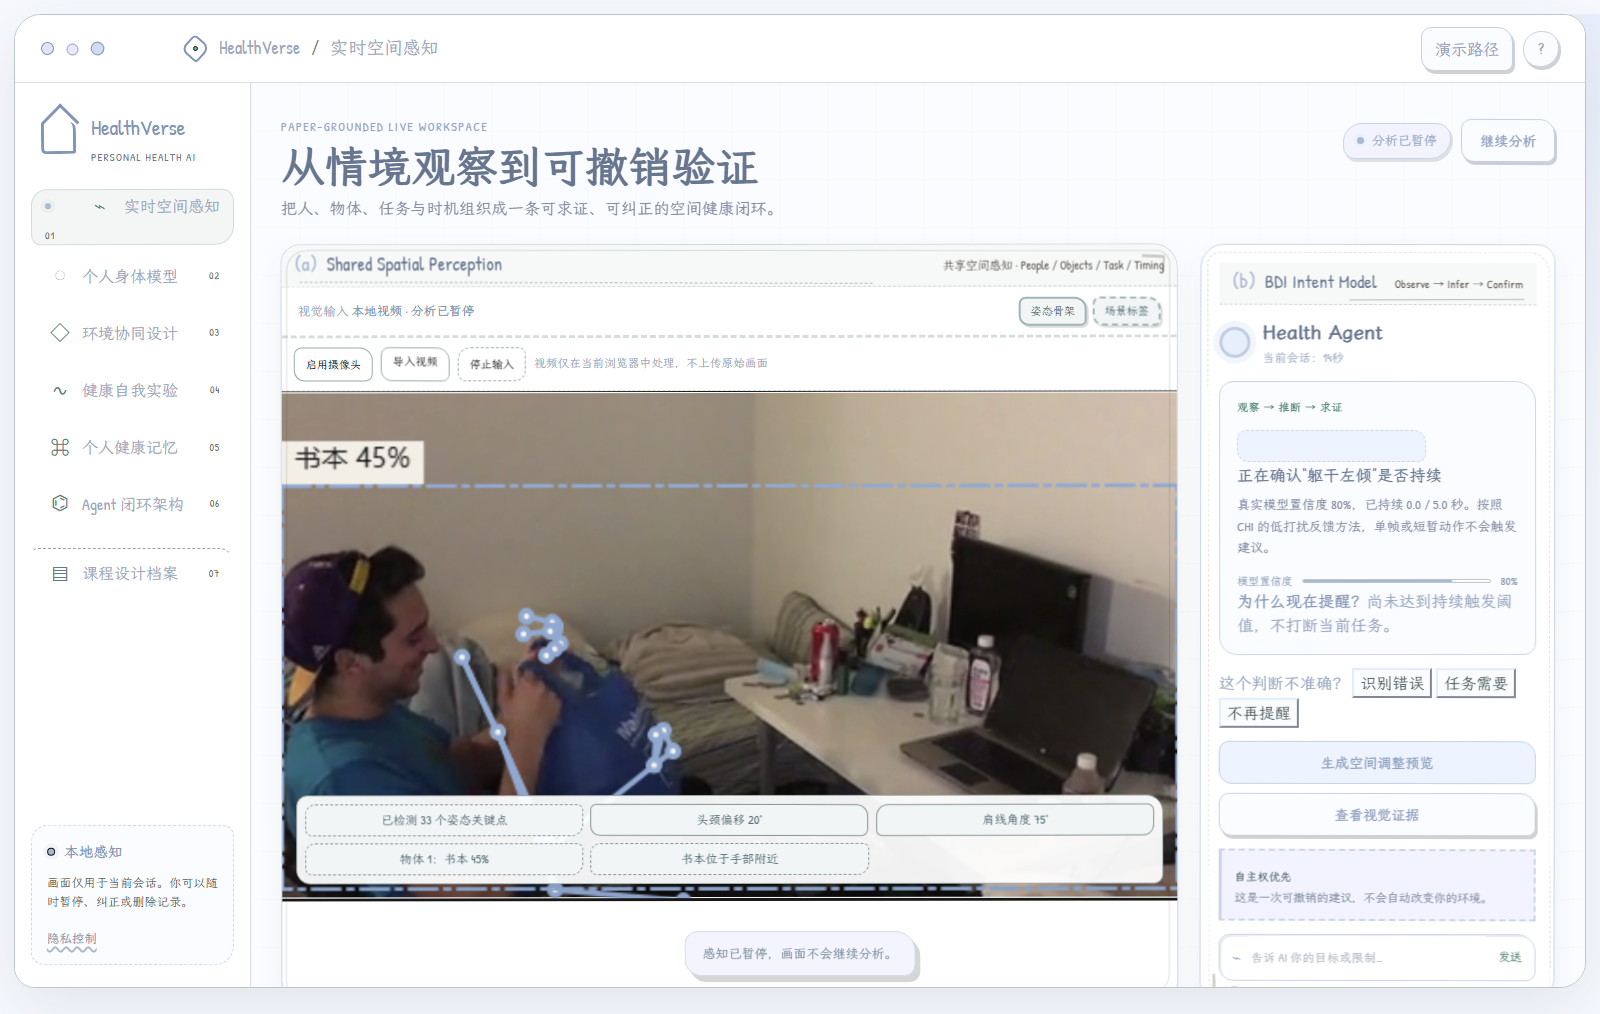 HealthVerse / 实时空间感知
演示路径
?
HealthVerse
PERSONAL HEALTH AI
实时空间感知
01
个人身体模型 02
环境协同设计 03
健康自我实验 04
个人健康记忆 05
Agent 闭环架构 06
课程设计档案 07
本地感知
画面仅用于当前会话。你可以随
时暂停、纠正或删除记录。
隐私控制
PAPER-GROUNDED LIVE WORKSPACE
从情境观察到可撤销验证
把人、物体、任务与时机组织成一条可求证、可纠正的空间健康闭环。
分析已暂停
继续分析
(a) Shared Spatial Perception
共享空间感知 · People / Objects / Task / Timing
视觉输入 本地视频 · 分析已暂停
姿态骨架
场景标签
启用摄像头
导入视频
停止输入
视频仅在当前浏览器中处理，不上传原始画面
书本 45%
已检测 33 个姿态关键点
头颈偏移 20°
肩线角度 75°
物体 1：书本 45%
书本位于手部附近
感知已暂停，画面不会继续分析。
(b) BDI Intent Model
Observe → Infer → Confirm
Health Agent
当前会话：14秒
观察 → 推断 → 求证
正在确认"躯干左倾"是否持续
真实模型置信度 80%，已持续 0.0 / 5.0 秒。按照
CHI 的低打扰反馈方法，单帧或短暂动作不会触发
建议。
模型置信度 80%
为什么现在提醒？尚未达到持续触发阈
值，不打断当前任务。
这个判断不准确？ 识别错误 任务需要
不再提醒
生成空间调整预览
查看视觉证据
自主权优先
这是一次可撤销的建议，不会自动改变你的环境。
告诉 AI 你的目标或限制…
发送